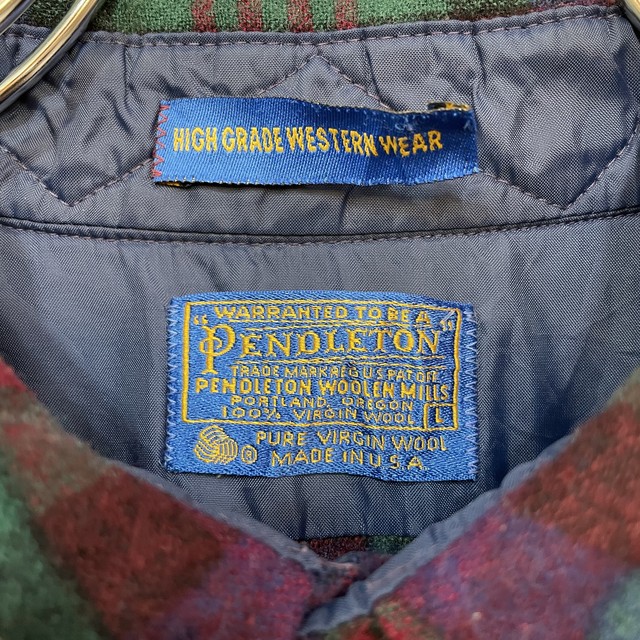 HIGH GRADE WESTERN WEAR
WARRANTED TO BE A
"PENDLETON"
TRADE MARK REG US PAT OFF
PENDLETON WOOLEN MILLS
PORTLAND, OREGON
100% VIRGIN WOOL L
® PURE VIRGIN WOOL
MADE IN U.S.A